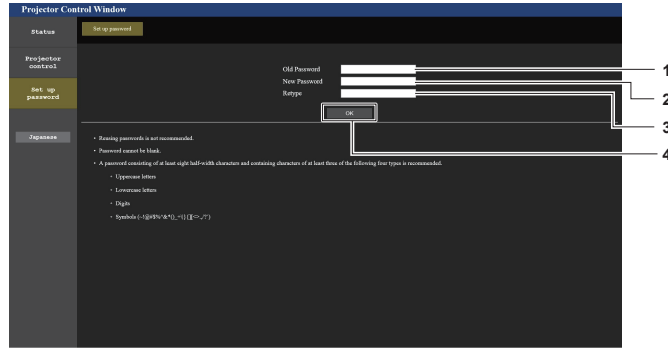 Projector Control Window
Status
Set up password
Projector
control
Set up
password
Japanese
Old Password
New Password
Retype
OK
1
2
3
4
• Reusing passwords is not recommended.
• Password cannot be blank.
• A password consisting of at least eight half-width characters and containing characters of at least three of the following four types is recommended.
• Uppercase letters
• Lowercase letters
• Digits
• Symbols